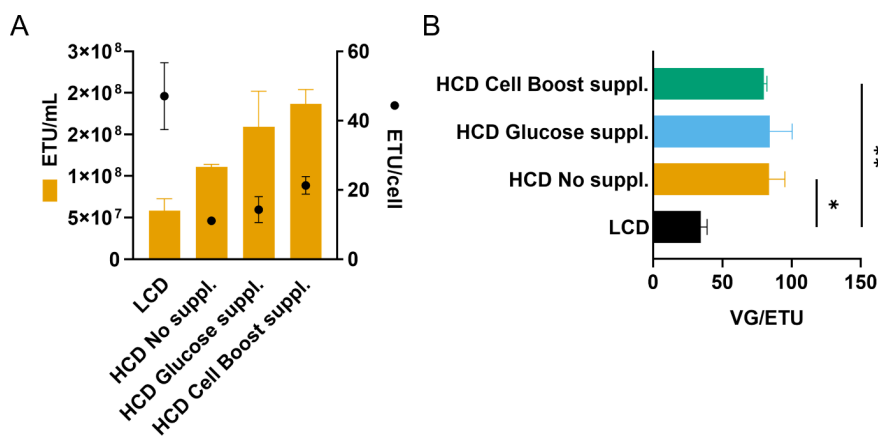 A
3×10⁸
2×10⁸
2×10⁸
1×10⁸
5×10⁷
0
ETU/mL
60
40
20
0
ETU/cell
LCD
HCD No suppl.
HCD Glucose suppl.
HCD Cell Boost suppl.
B
HCD Cell Boost suppl.
HCD Glucose suppl.
HCD No suppl.
LCD
**
*
0 50 100 150
VG/ETU